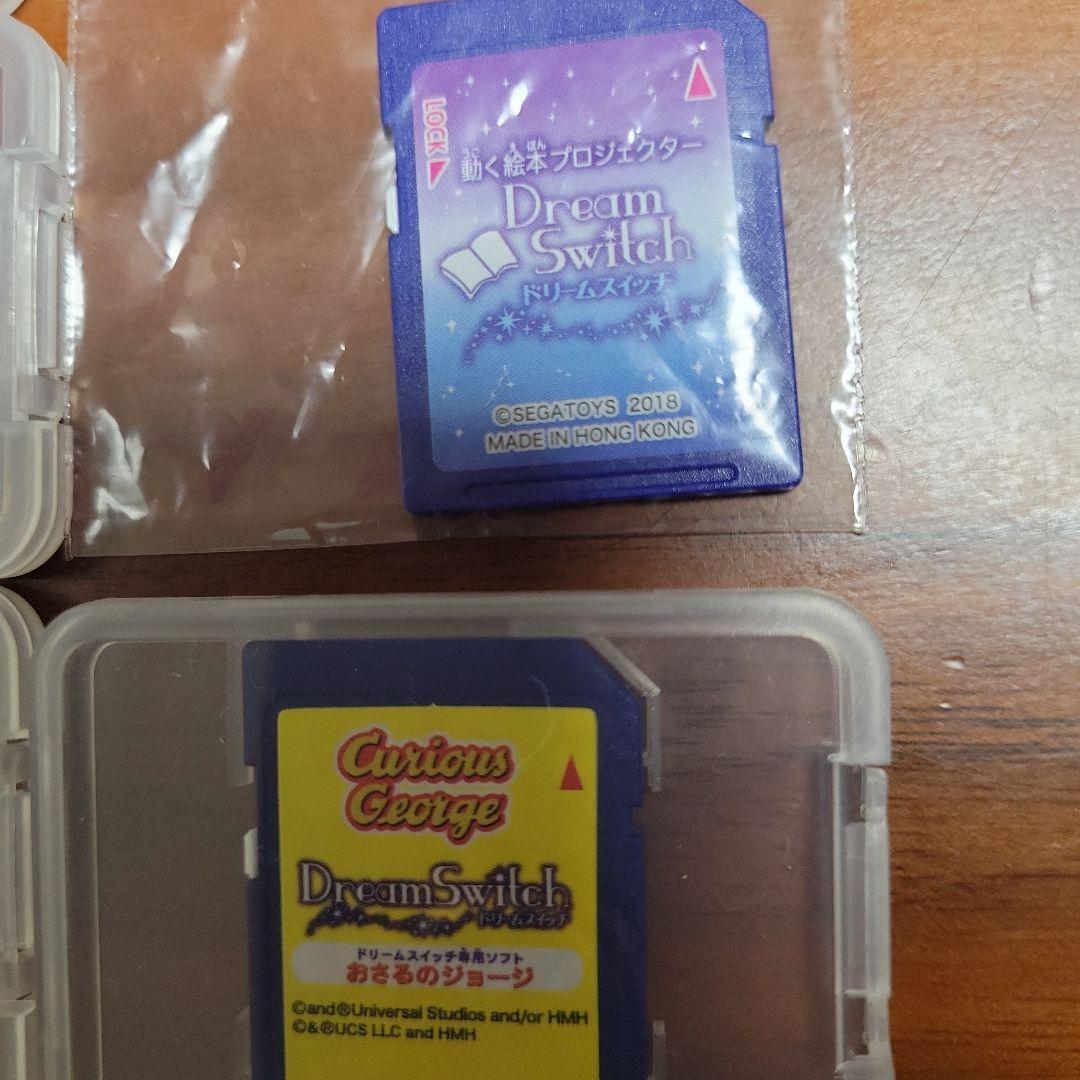 LOCK
動く絵本プロジェクター
Dream
Switch
ドリームスイッチ
©SEGATOYS 2018
MADE IN HONG KONG
Curious
George
DreamSwitch
ドリームスイッチ
ドリームスイッチ専用ソフト
おさるのジョージ
©and®Universal Studios and/or HMH
©&®UCS LLC and HMH